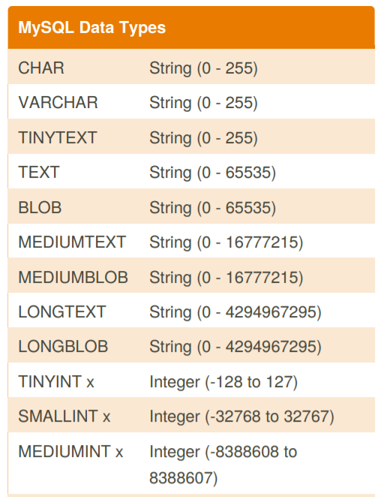 MySQL Data Types
CHAR String (0 - 255)
VARCHAR String (0 - 255)
TINYTEXT String (0 - 255)
TEXT String (0 - 65535)
BLOB String (0 - 65535)
MEDIUMTEXT String (0 - 16777215)
MEDIUMBLOB String (0 - 16777215)
LONGTEXT String (0 - 4294967295)
LONGBLOB String (0 - 4294967295)
TINYINT x Integer (-128 to 127)
SMALLINT x Integer (-32768 to 32767)
MEDIUMINT x Integer (-8388608 to
8388607)